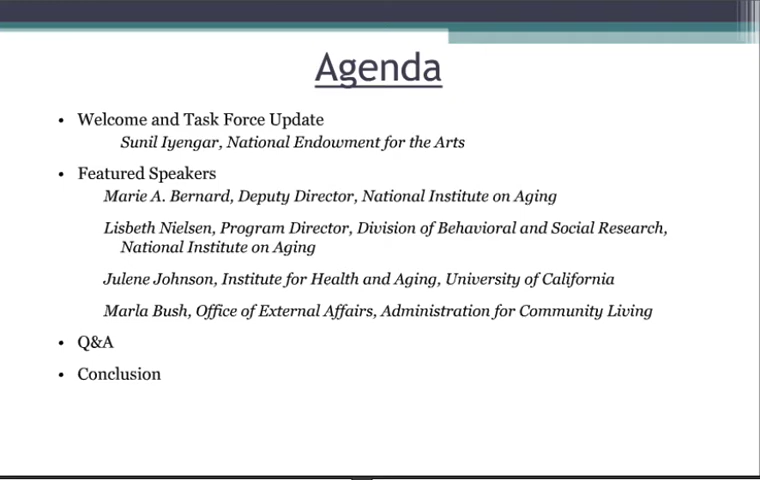 Agenda
• Welcome and Task Force Update
Sunil Iyengar, National Endowment for the Arts
• Featured Speakers
Marie A. Bernard, Deputy Director, National Institute on Aging
Lisbeth Nielsen, Program Director, Division of Behavioral and Social Research,
National Institute on Aging
Julene Johnson, Institute for Health and Aging, University of California
Marla Bush, Office of External Affairs, Administration for Community Living
• Q&A
• Conclusion